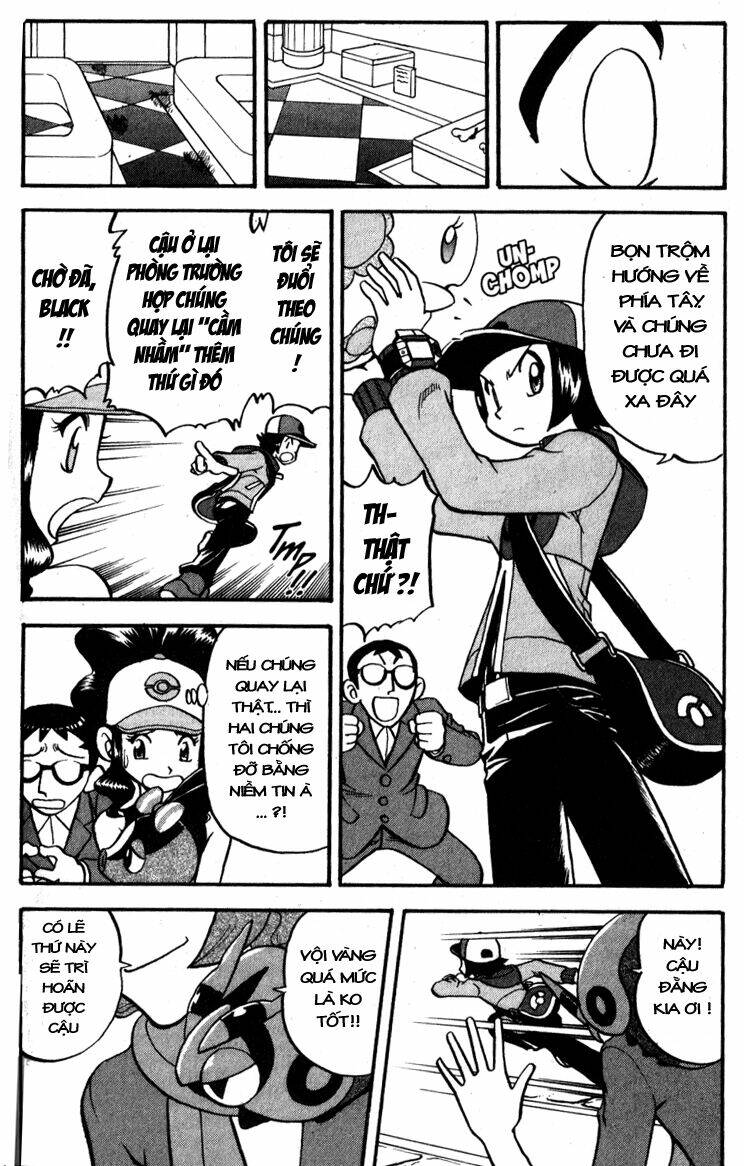 BỌN TRỘM
HƯỚNG VỀ
PHÍA TÂY
VÀ CHÚNG
CHƯA ĐI
ĐƯỢC QUÁ
XA ĐÂY
UN-
CHOMP
TH-
THẬT
CHỨ ?!
TÔI SẼ
ĐUỔI
THEO
CHÚNG
!
CẬU Ở LẠI
PHÒNG TRƯỜNG
HỢP CHÚNG
QUAY LẠI "CẦM
NHẦM" THÊM
THỨ GÌ ĐÓ
CHỜ ĐÃ,
BLACK
!!
TMP!!
NẾU CHÚNG
QUAY LẠI
THẬT... THÌ
HAI CHÚNG
TÔI CHỐNG
ĐỠ BẰNG
NIỀM TIN À
... ?!
NÀY!
CẬU
ĐẰNG
KIA ƠI !
VỘI VÀNG
QUÁ MỨC
LÀ KO
TỐT!!
CÓ LẼ
THỨ NÀY
SẼ TRÌ
HOÃN
ĐƯỢC
CẬU